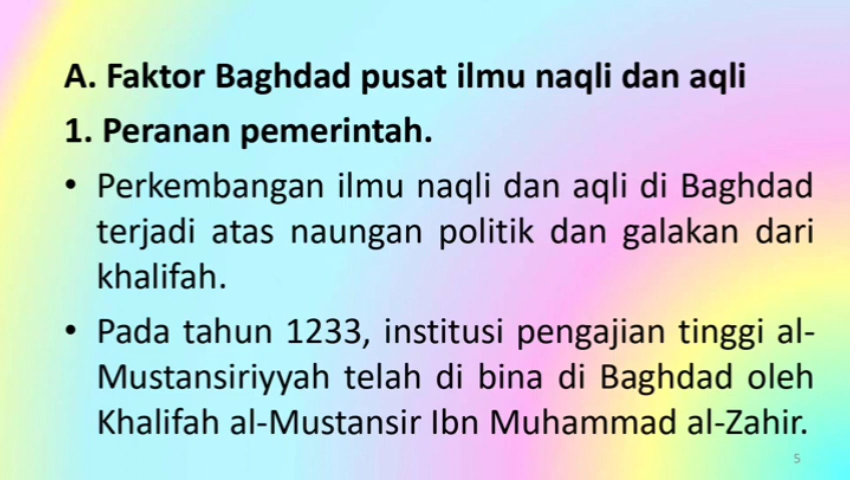 A. Faktor Baghdad pusat ilmu naqli dan aqli
1. Peranan pemerintah.
• Perkembangan ilmu naqli dan aqli di Baghdad
terjadi atas naungan politik dan galakan dari
khalifah.
• Pada tahun 1233, institusi pengajian tinggi al-
Mustansiriyyah telah di bina di Baghdad oleh
Khalifah al-Mustansir Ibn Muhammad al-Zahir.
5